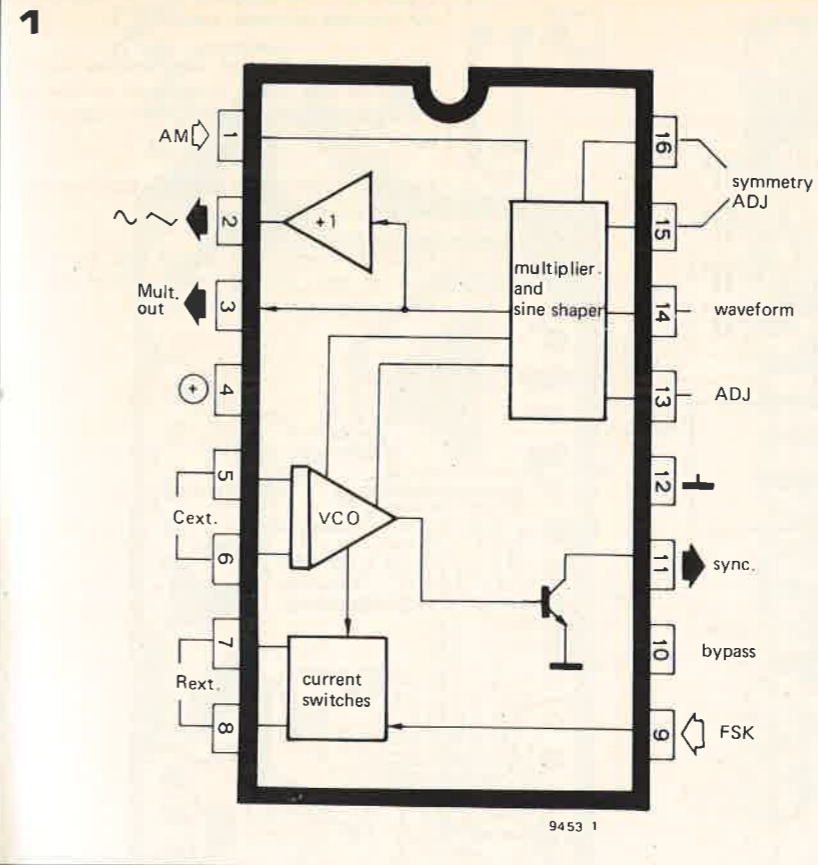 1
AM
1
2
Mult.
out
3
+
4
5
Cext.
6
7
Rext.
8
+1
multiplier
and
sine shaper
VCO
current
switches
16
symmetry
ADJ
15
14
waveform
13
ADJ
12
11
sync.
10
bypass
9
FSK
9453 1